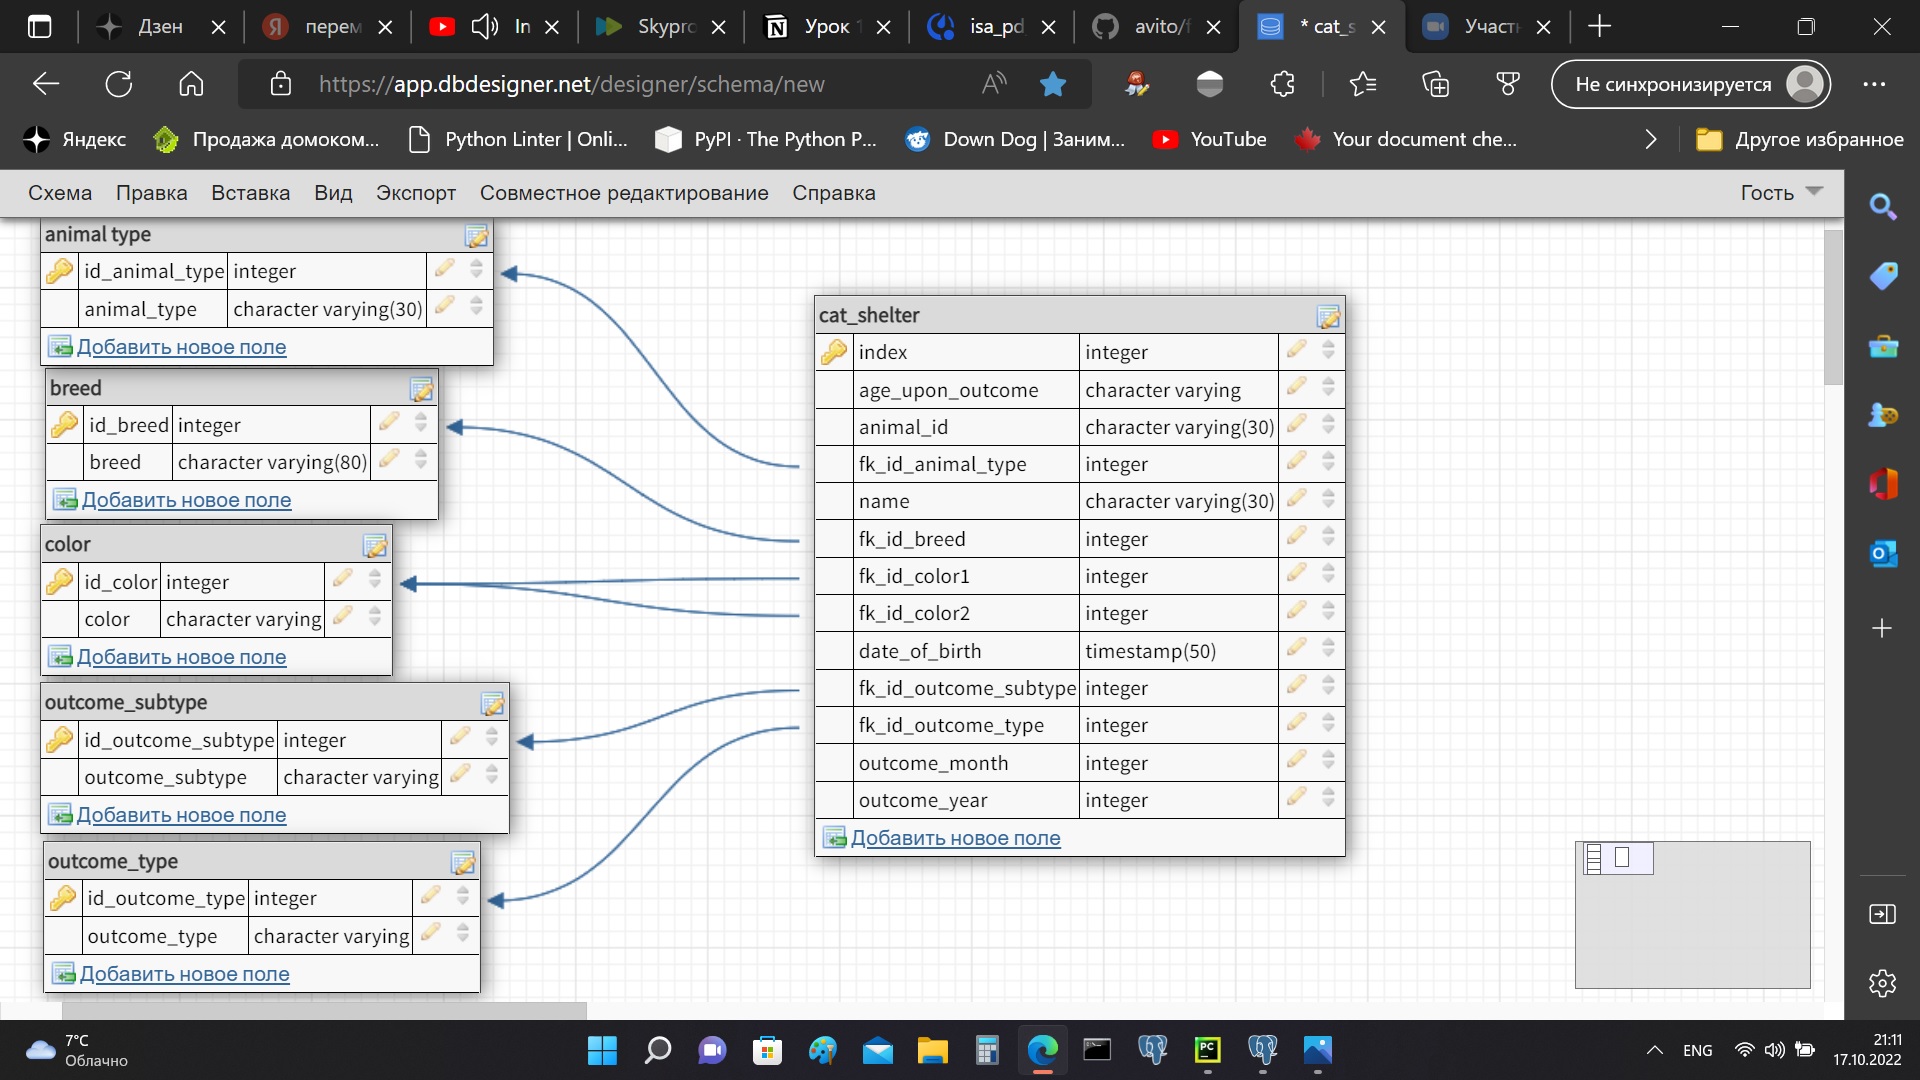 Дзен
перем
In
Skypro
Урок 1
isa_pd
avito/f
* cat_s
Участн
https://app.dbdesigner.net/designer/schema/new
Не синхронизируется
Яндекс
Продажа домоком...
Python Linter | Onli...
PyPI · The Python P...
Down Dog | Заним...
YouTube
Your document che...
Другое избранное
Схема Правка Вставка Вид Экспорт Совместное редактирование Справка
Гость
animal type
id_animal_type integer
animal_type character varying(30)
Добавить новое поле
breed
id_breed integer
breed character varying(80)
Добавить новое поле
color
id_color integer
color character varying
Добавить новое поле
outcome_subtype
id_outcome_subtype integer
outcome_subtype character varying
Добавить новое поле
outcome_type
id_outcome_type integer
outcome_type character varying
Добавить новое поле
cat_shelter
index integer
age_upon_outcome character varying
animal_id character varying(30)
fk_id_animal_type integer
name character varying(30)
fk_id_breed integer
fk_id_color1 integer
fk_id_color2 integer
date_of_birth timestamp(50)
fk_id_outcome_subtype integer
fk_id_outcome_type integer
outcome_month integer
outcome_year integer
Добавить новое поле
7°C
Облачно
PC
ENG
21:11
17.10.2022